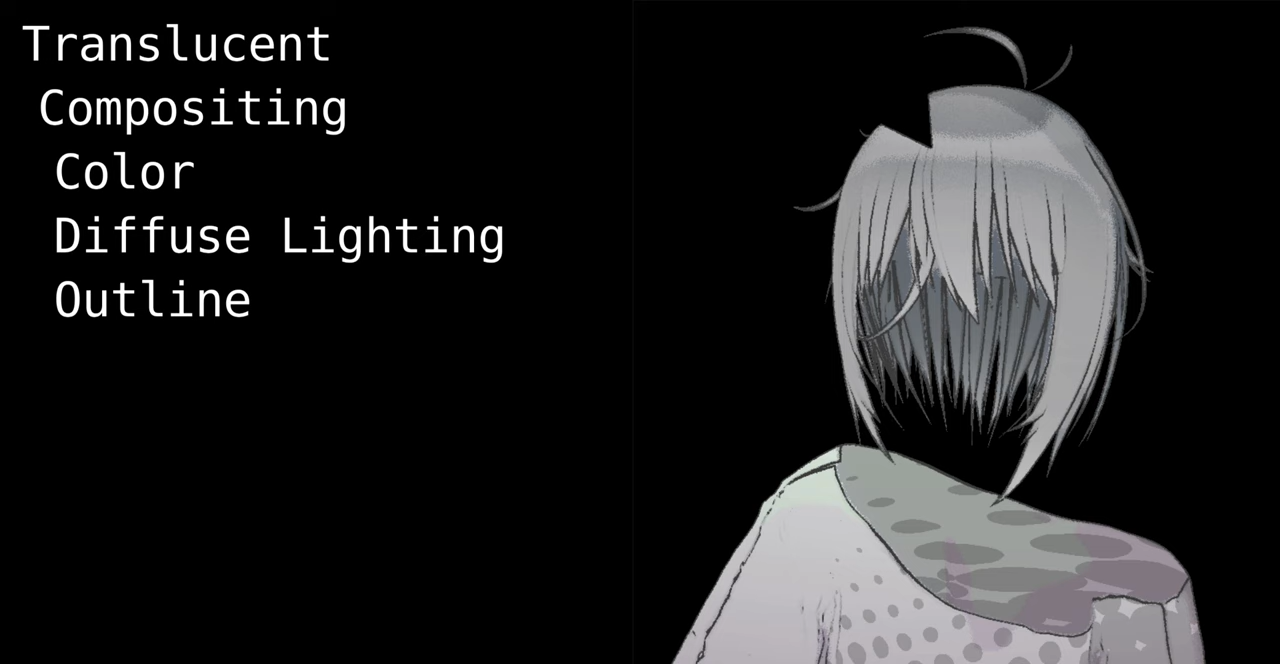 Translucent
Compositing
Color
Diffuse Lighting
Outline